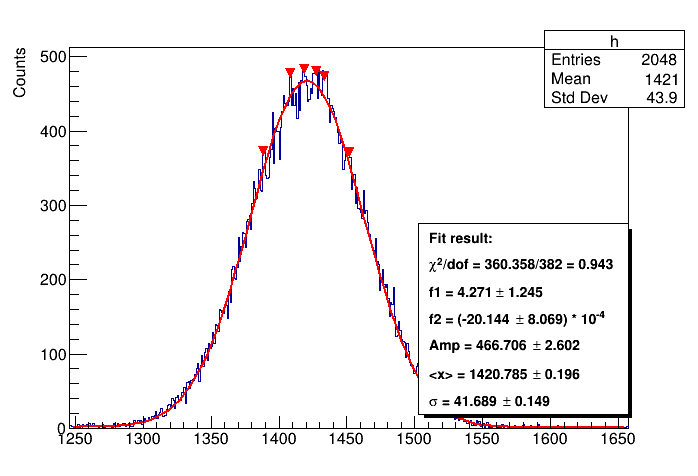 h
Entries 2048
Mean 1421
Std Dev 43.9
Counts
500
400
300
200
100
0
Fit result:
χ²/dof = 360.358/382 = 0.943
f1 = 4.271 ± 1.245
f2 = (-20.144 ± 8.069) * 10⁻⁴
Amp = 466.706 ± 2.602
<x> = 1420.785 ± 0.196
σ = 41.689 ± 0.149
1250 1300 1350 1400 1450 1500 1550 1600 1650